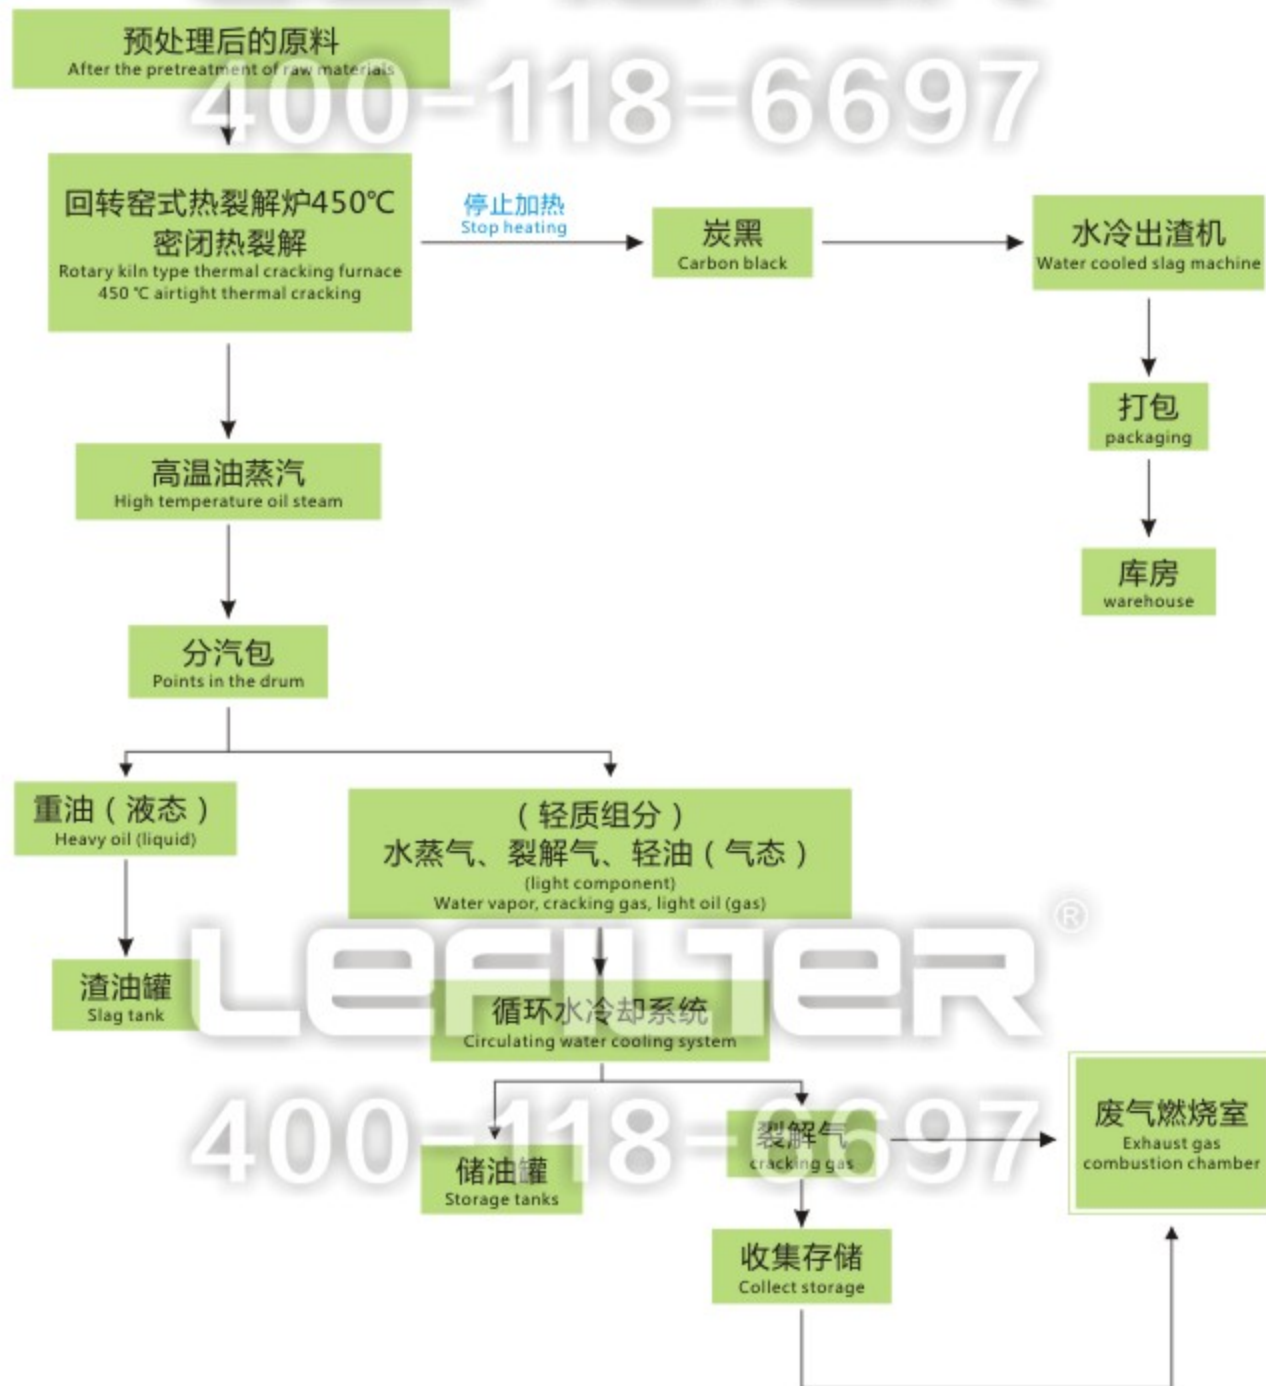 预处理后的原料
After the pretreatment of raw materials
400-118-6697
回转窑式热裂解炉450℃
密闭热裂解
Rotary kiln type thermal cracking furnace
450 ℃ airtight thermal cracking
停止加热
Stop heating
炭黑
Carbon black
水冷出渣机
Water cooled slag machine
打包
packaging
库房
warehouse
高温油蒸汽
High temperature oil steam
分汽包
Points in the drum
重油（液态）
Heavy oil (liquid)
（轻质组分）
水蒸气、裂解气、轻油（气态）
(light component)
Water vapor, cracking gas, light oil (gas)
渣油罐
Slag tank
LEFILTER®
循环水冷却系统
Circulating water cooling system
400-118-6697
储油罐
Storage tanks
裂解气
cracking gas
废气燃烧室
Exhaust gas
combustion chamber
收集存储
Collect storage